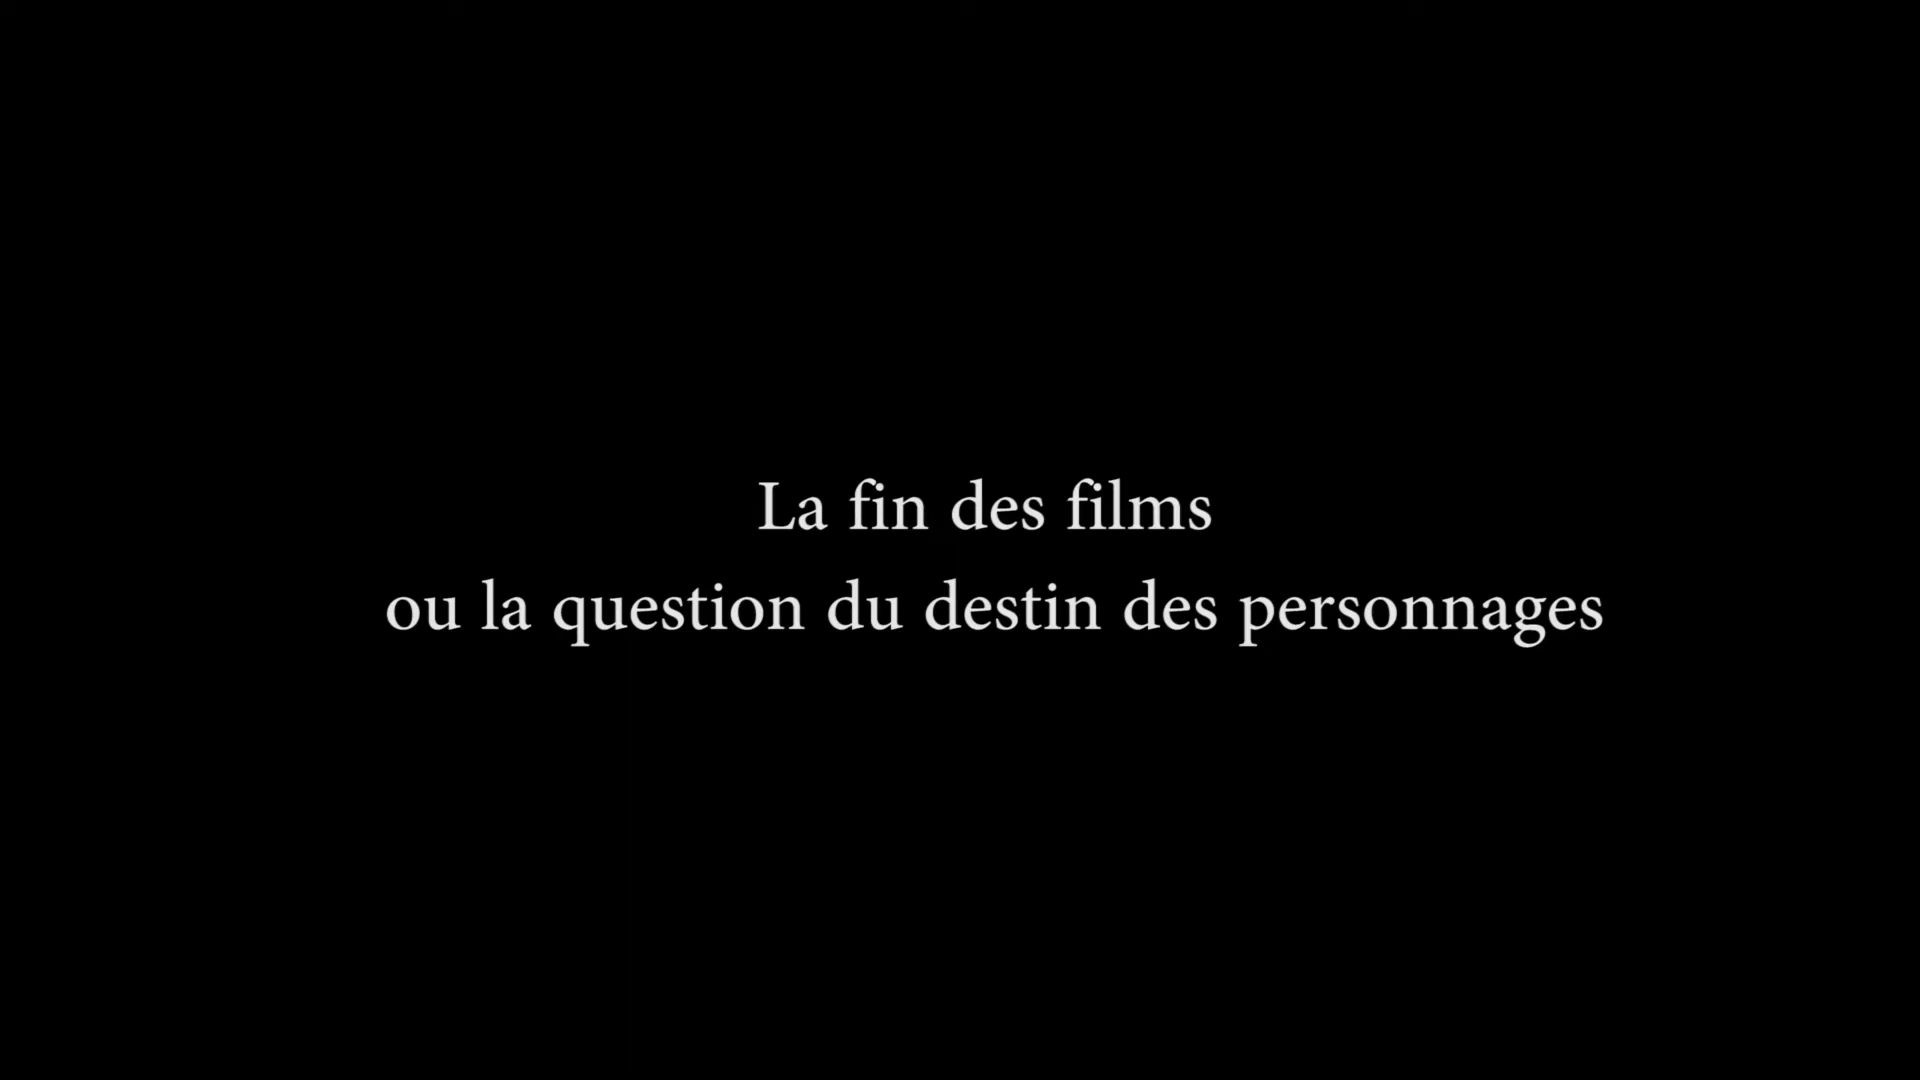 La fin des films
ou la question du destin des personnages